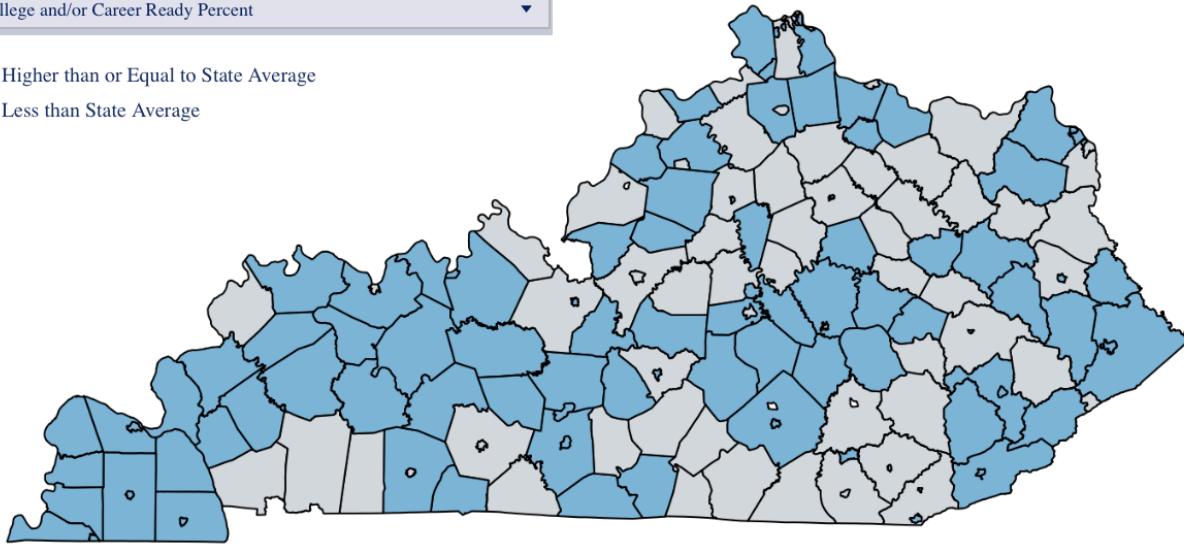 llege and/or Career Ready Percent
Higher than or Equal to State Average
Less than State Average